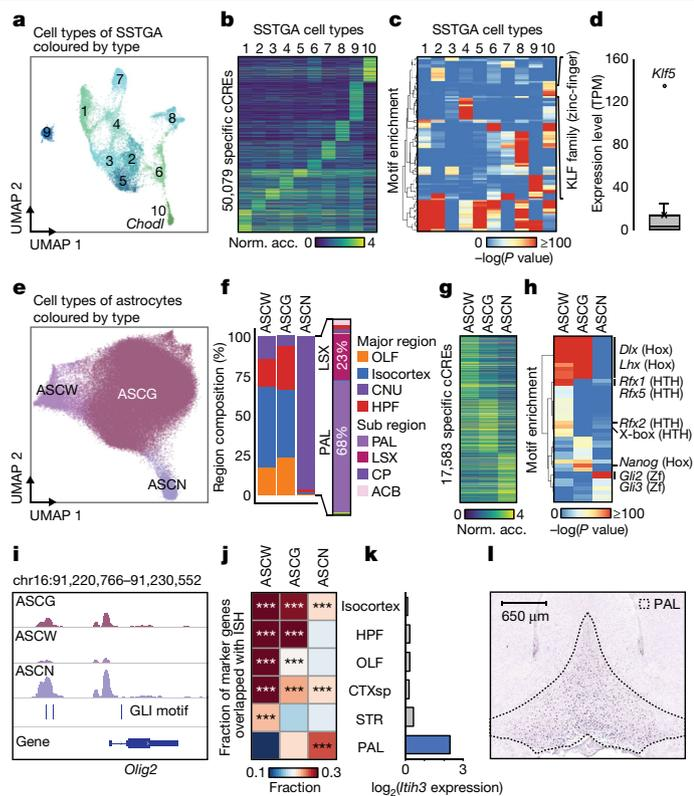 a
Cell types of SSTGA
coloured by type
1
2
3
4
5
6
7
8
9
10
Chodl
UMAP 2
UMAP 1
b
SSTGA cell types
1 2 3 4 5 6 7 8 9 10
50,079 specific cCREs
Norm. acc.
0
4
c
SSTGA cell types
1 2 3 4 5 6 7 8 9 10
Motif enrichment
KLF family (zinc-finger)
0
≥100
–log(P value)
d
Expression level (TPM)
160
120
80
40
0
Klf5
e
Cell types of astrocytes
coloured by type
ASCW
ASCG
ASCN
UMAP 2
UMAP 1
f
ASCW
ASCG
ASCN
Region composition (%)
100
75
50
25
0
LSX
23%
PAL
68%
Major region
OLF
Isocortex
CNU
HPF
Sub region
PAL
LSX
CP
ACB
g
ASCW
ASCG
ASCN
17,583 specific cCREs
0
4
Norm. acc.
h
ASCW
ASCG
ASCN
Motif enrichment
Dlx (Hox)
Lhx (Hox)
Rfx1 (HTH)
Rfx5 (HTH)
Rfx2 (HTH)
X-box (HTH)
Nanog (Hox)
Gli2 (Zf)
Gli3 (Zf)
0
≥100
–log(P value)
i
chr16:91,220,766–91,230,552
ASCG
ASCW
ASCN
GLI motif
Gene
Olig2
j
ASCW
ASCG
ASCN
Fraction of marker genes
overlapped with ISH
*** *** ***
*** ***
*** ***
*** *** ***
***
***
0.1
0.3
Fraction
k
Isocortex
HPF
OLF
CTXsp
STR
PAL
0
3
log2(Itih3 expression)
l
650 μm
PAL